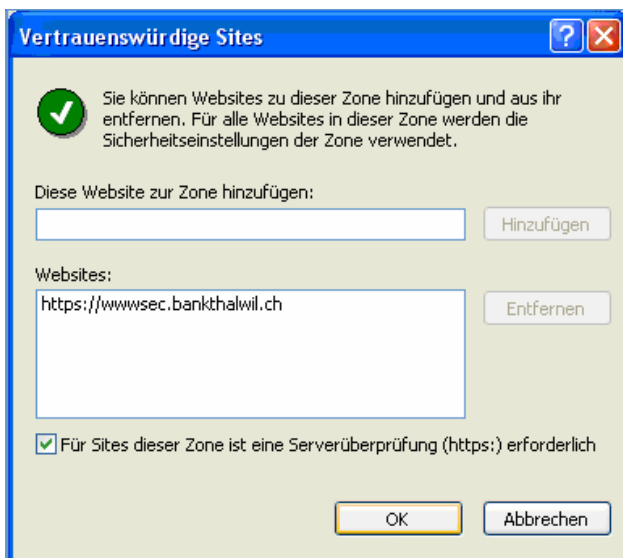 Vertrauenswürdige Sites
Sie können Websites zu dieser Zone hinzufügen und aus ihr
entfernen. Für alle Websites in dieser Zone werden die
Sicherheitseinstellungen der Zone verwendet.
Diese Website zur Zone hinzufügen:
Hinzufügen
Websites:
https://wwwsec.bankthalwil.ch
Entfernen
Für Sites dieser Zone ist eine Serverüberprüfung (https:) erforderlich
OK
Abbrechen